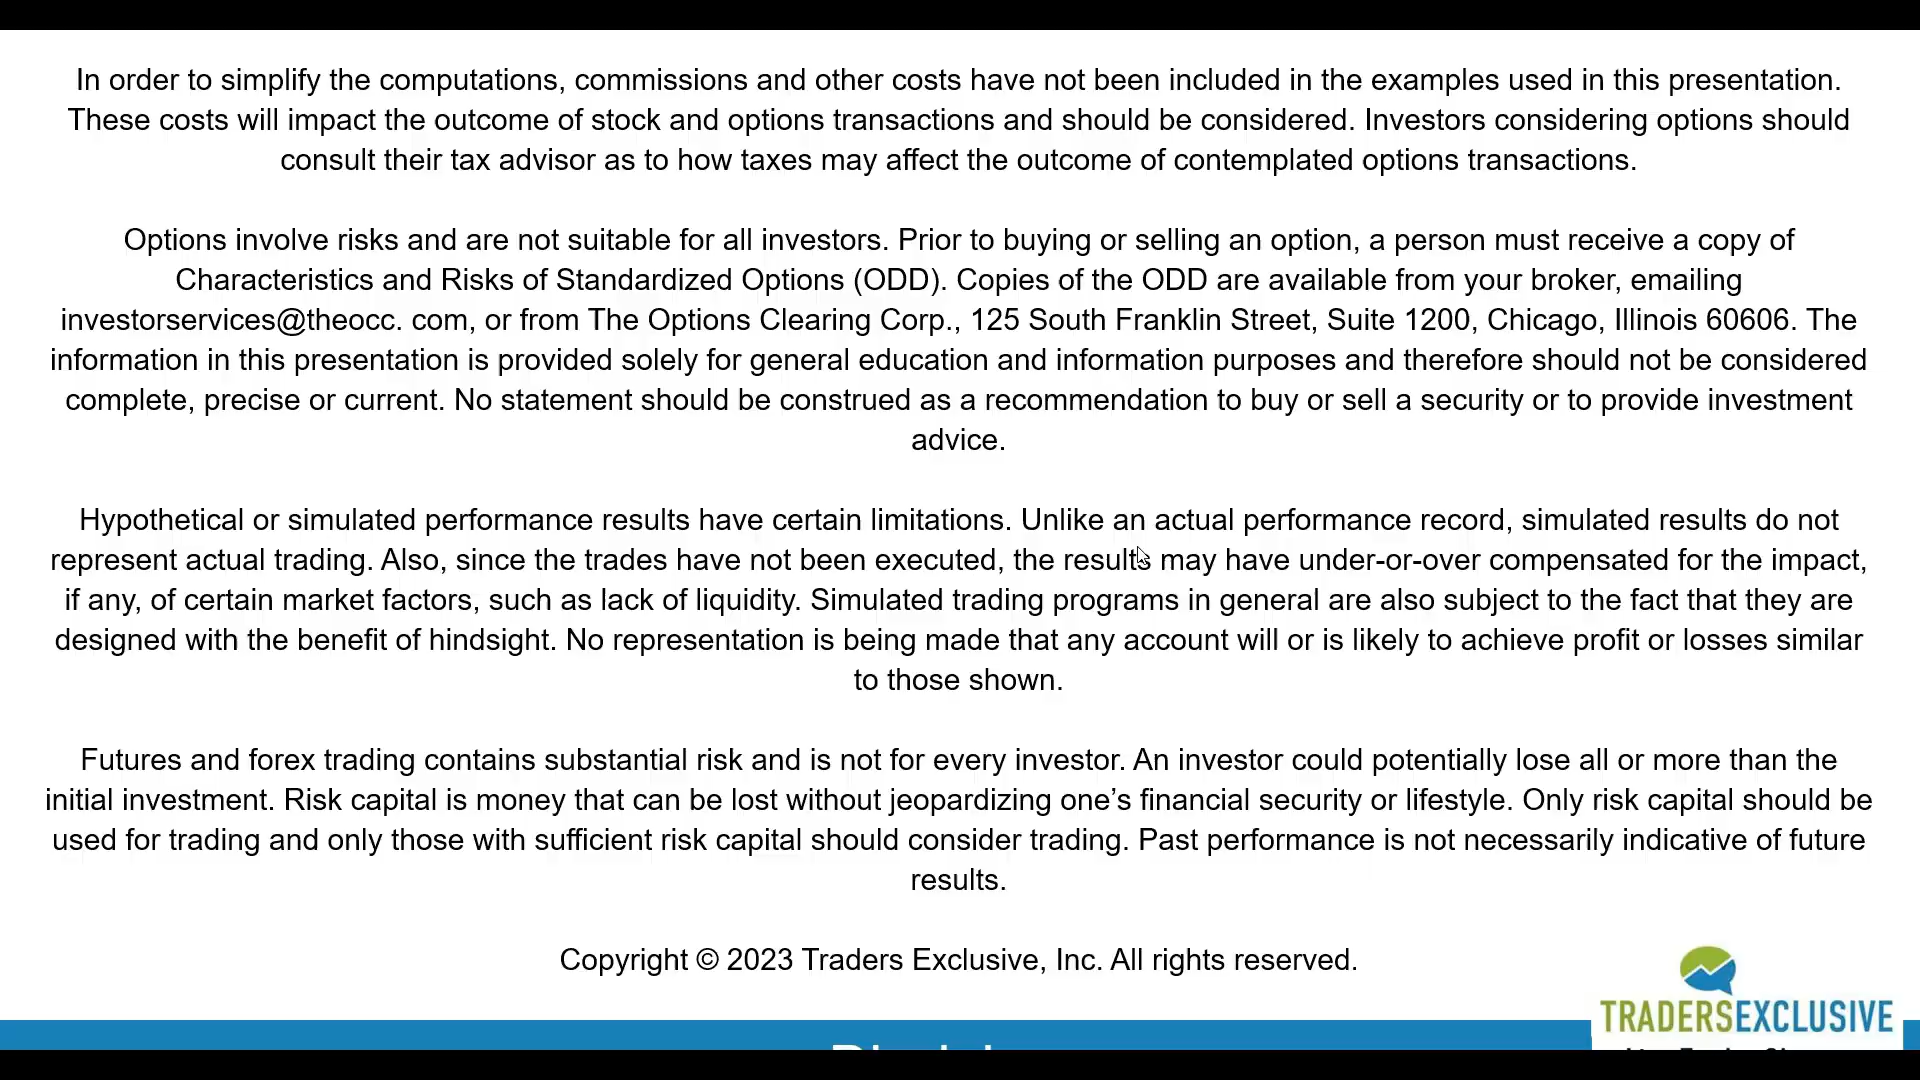 In order to simplify the computations, commissions and other costs have not been included in the examples used in this presentation.
These costs will impact the outcome of stock and options transactions and should be considered. Investors considering options should
consult their tax advisor as to how taxes may affect the outcome of contemplated options transactions.
Options involve risks and are not suitable for all investors. Prior to buying or selling an option, a person must receive a copy of
Characteristics and Risks of Standardized Options (ODD). Copies of the ODD are available from your broker, emailing
investorservices@theocc. com, or from The Options Clearing Corp., 125 South Franklin Street, Suite 1200, Chicago, Illinois 60606. The
information in this presentation is provided solely for general education and information purposes and therefore should not be considered
complete, precise or current. No statement should be construed as a recommendation to buy or sell a security or to provide investment
advice.
Hypothetical or simulated performance results have certain limitations. Unlike an actual performance record, simulated results do not
represent actual trading. Also, since the trades have not been executed, the results may have under-or-over compensated for the impact,
if any, of certain market factors, such as lack of liquidity. Simulated trading programs in general are also subject to the fact that they are
designed with the benefit of hindsight. No representation is being made that any account will or is likely to achieve profit or losses similar
to those shown.
Futures and forex trading contains substantial risk and is not for every investor. An investor could potentially lose all or more than the
initial investment. Risk capital is money that can be lost without jeopardizing one’s financial security or lifestyle. Only risk capital should be
used for trading and only those with sufficient risk capital should consider trading. Past performance is not necessarily indicative of future
results.
Copyright © 2023 Traders Exclusive, Inc. All rights reserved.
TRADERSEXCLUSIVE